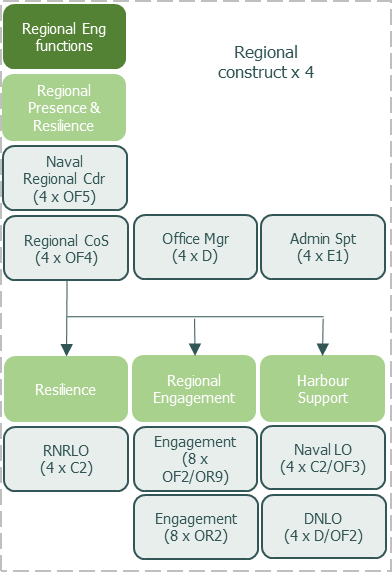 Regional Eng
functions
Regional
construct x 4
Regional
Presence &
Resilience
Naval
Regional Cdr
(4 x OF5)
Regional CoS
(4 x OF4)
Office Mgr
(4 x D)
Admin Spt
(4 x E1)
Resilience
Regional
Engagement
Harbour
Support
RNRLO
(4 x C2)
Engagement
(8 x
OF2/OR9)
Naval LO
(4 x C2/OF3)
Engagement
(8 x OR2)
DNLO
(4 x D/OF2)